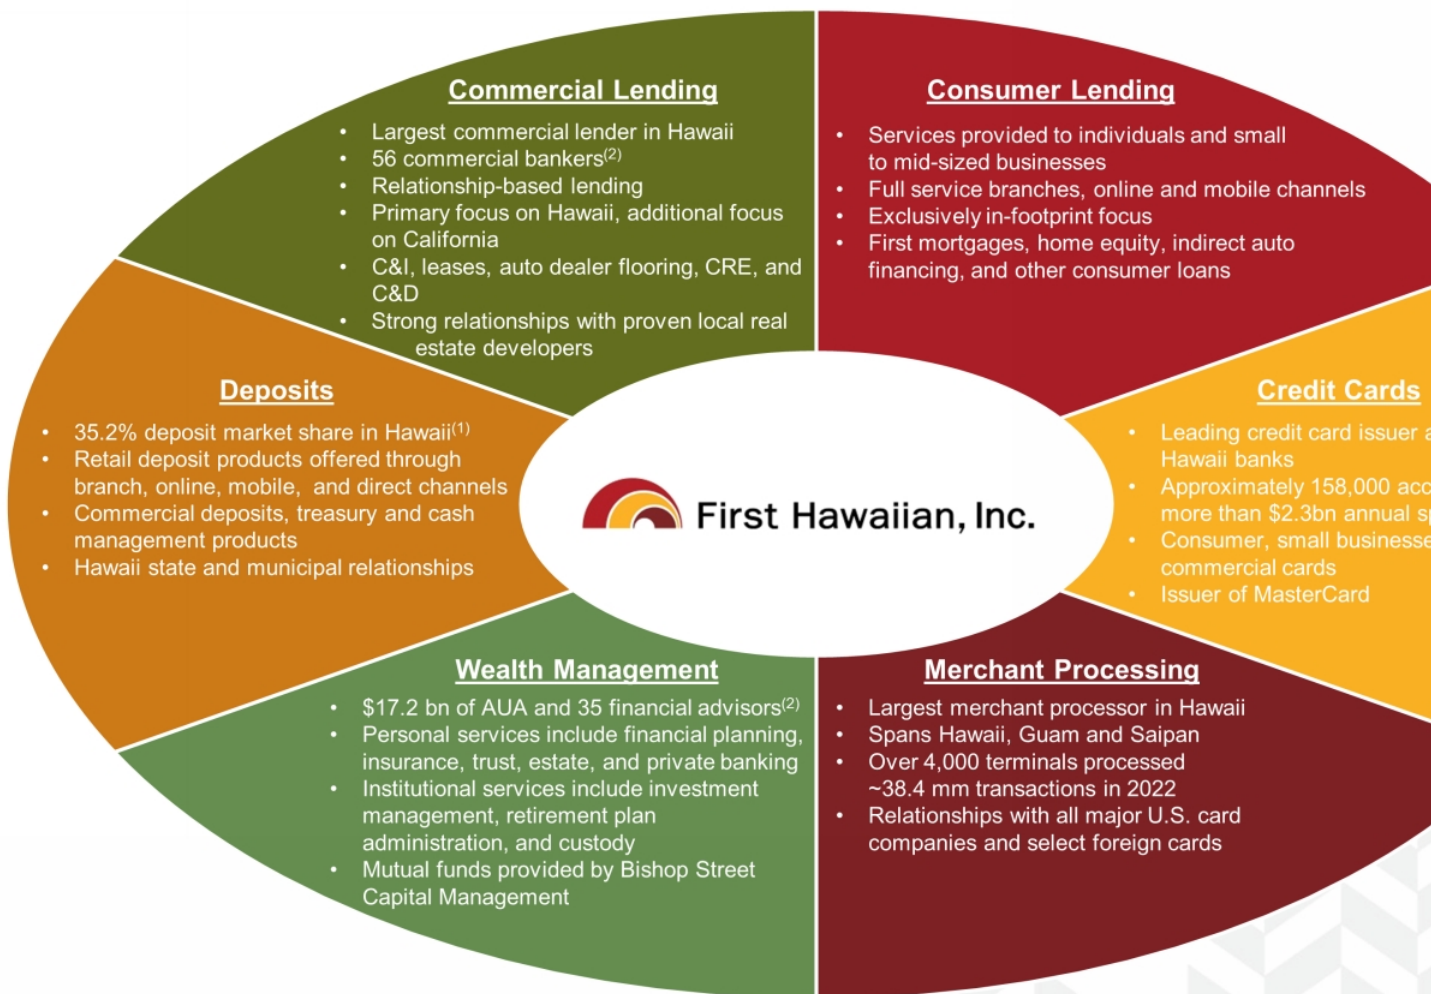 Commercial Lending
• Largest commercial lender in Hawaii
• 56 commercial bankers(2)
• Relationship-based lending
• Primary focus on Hawaii, additional focus
on California
• C&I, leases, auto dealer flooring, CRE, and
C&D
• Strong relationships with proven local real
estate developers
Consumer Lending
• Services provided to individuals and small
to mid-sized businesses
• Full service branches, online and mobile channels
• Exclusively in-footprint focus
• First mortgages, home equity, indirect auto
financing, and other consumer loans
Deposits
• 35.2% deposit market share in Hawaii(1)
• Retail deposit products offered through
branch, online, mobile, and direct channels
• Commercial deposits, treasury and cash
management products
• Hawaii state and municipal relationships
First Hawaiian, Inc.
Credit Cards
• Leading credit card issuer
Hawaii banks
• Approximately 158,000
more than $2.3bn annual
• Consumer, small
commercial cards
• Issuer of MasterCard
Wealth Management
• $17.2 bn of AUA and 35 financial advisors(2)
• Personal services include financial planning,
insurance, trust, estate, and private banking
• Institutional services include investment
management, retirement plan
administration, and custody
• Mutual funds provided by Bishop Street
Capital Management
Merchant Processing
• Largest merchant processor in Hawaii
• Spans Hawaii, Guam and Saipan
• Over 4,000 terminals processed
~38.4 mm transactions in 2022
• Relationships with all major U.S. card
companies and select foreign cards